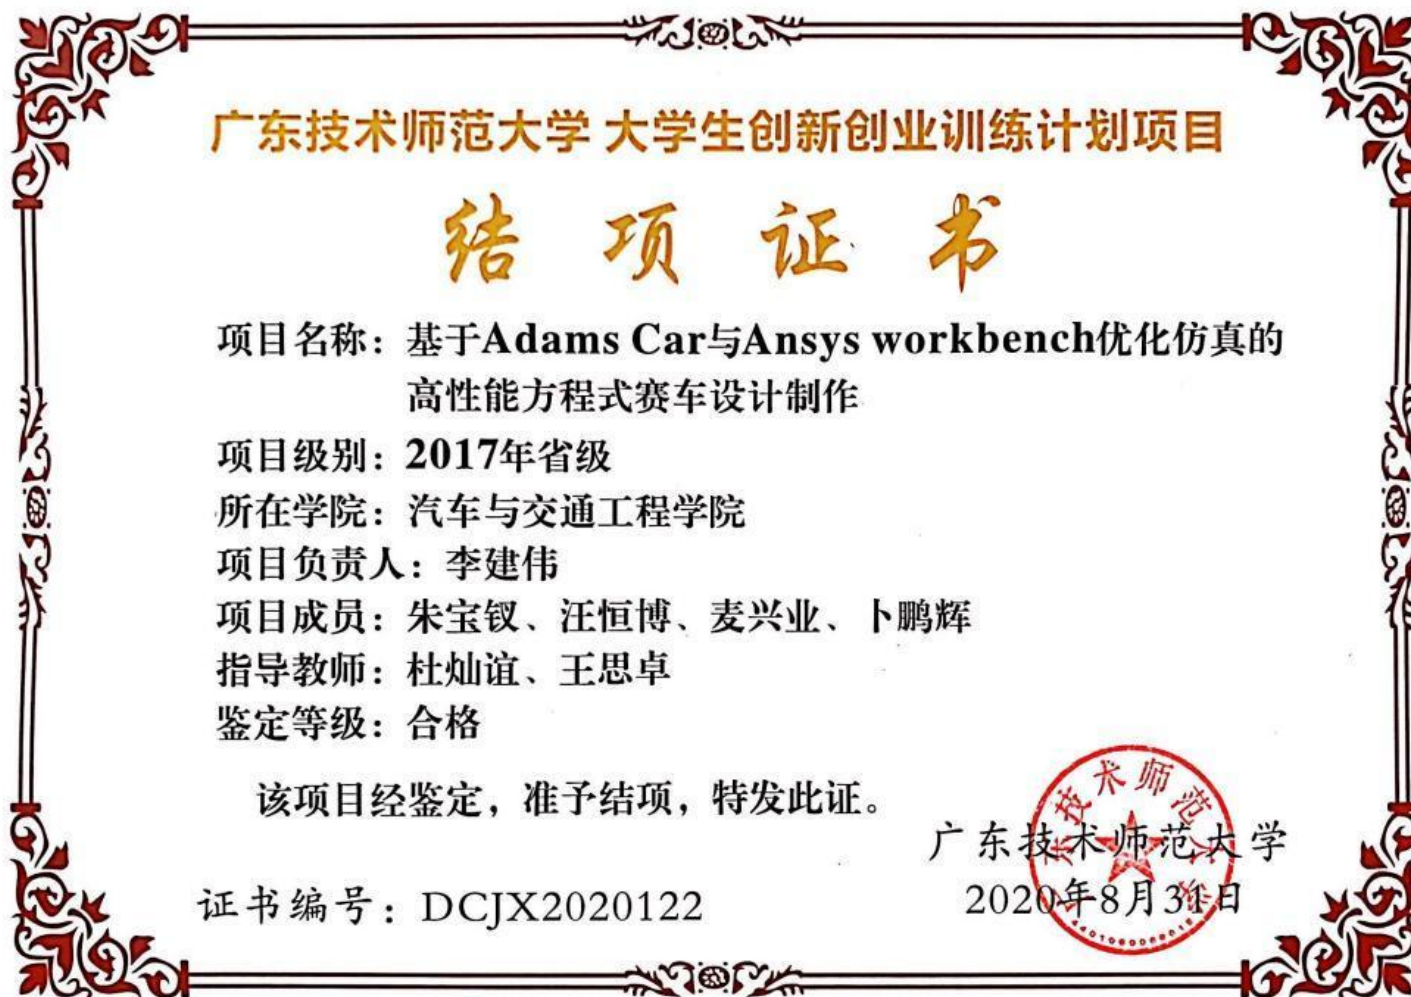 广东技术师范大学 大学生创新创业训练计划项目
结项证书
项目名称：基于Adams Car与Ansys workbench优化仿真的
高性能方程式赛车设计制作
项目级别：2017年省级
所在学院：汽车与交通工程学院
项目负责人：李建伟
项目成员：朱宝钗、汪恒博、麦兴业、卜鹏辉
指导教师：杜灿谊、王思卓
鉴定等级：合格
该项目经鉴定，准予结项，特发此证。
广东技术师范大学
广东技术师范大学
2020年8月31日
证书编号：DCJX2020122